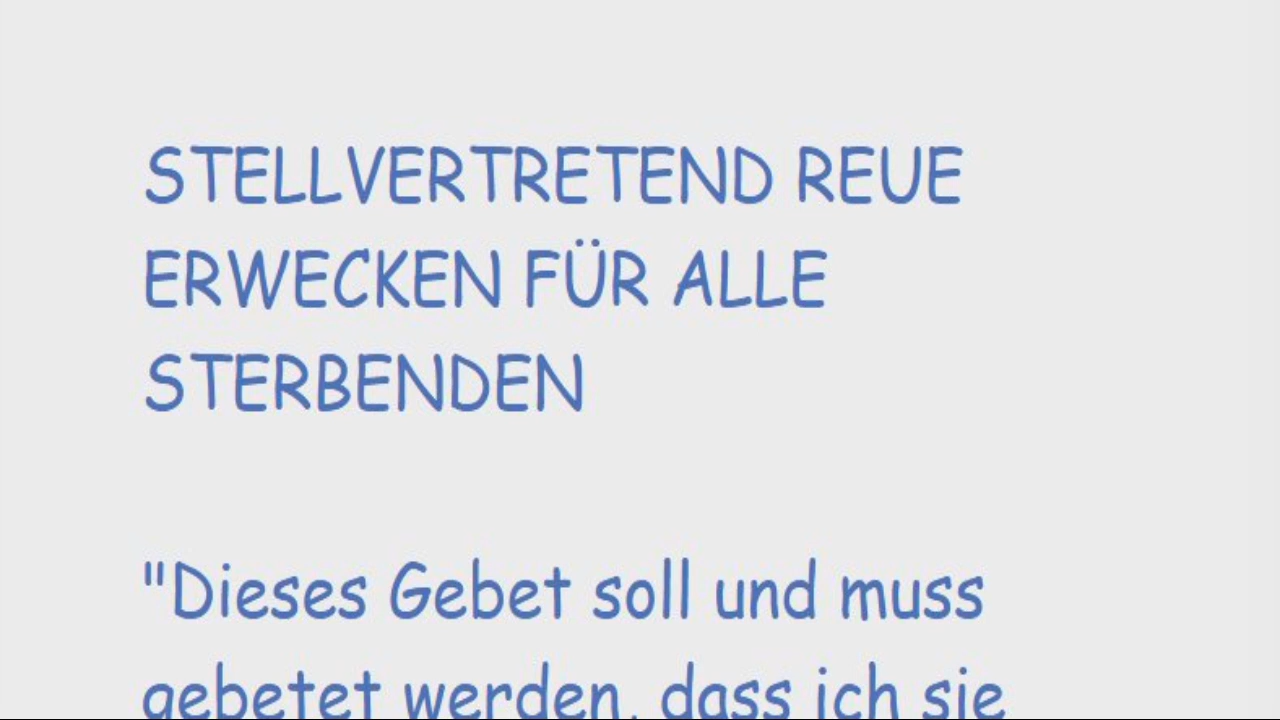 STELLVERTRETEND REUE
ERWECKEN FÜR ALLE
STERBENDEN
"Dieses Gebet soll und muss
gebetet werden, dass ich sie